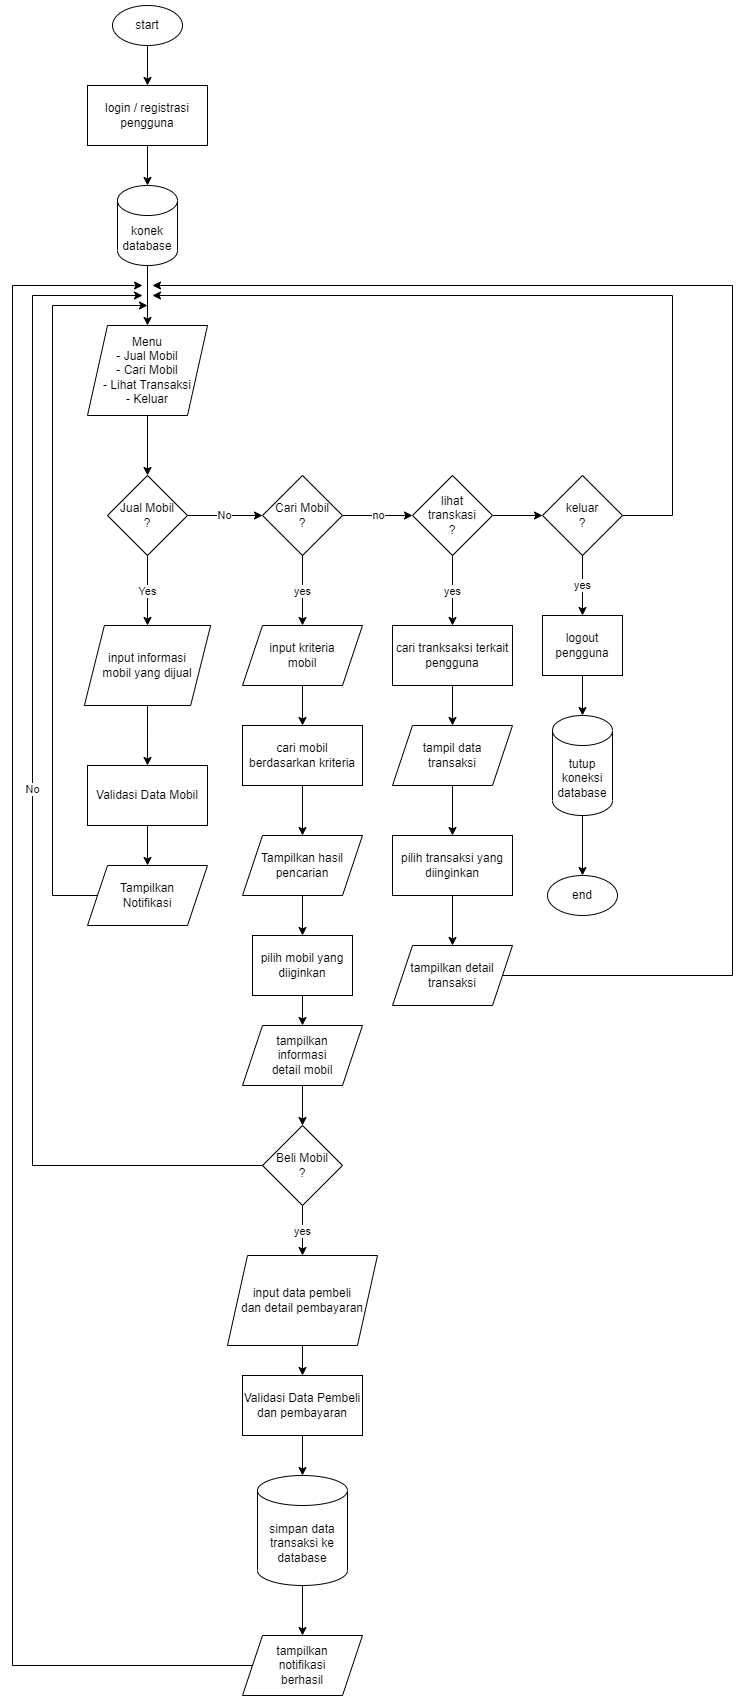 start
login / registrasi
pengguna
konek
database
Menu
- Jual Mobil
- Cari Mobil
- Lihat Transaksi
- Keluar
Jual Mobil
?
No
Cari Mobil
?
no
lihat
transkasi
?
keluar
?
Yes
yes
yes
yes
input informasi
mobil yang dijual
Validasi Data Mobil
Tampilkan
Notifikasi
input kriteria
mobil
cari mobil
berdasarkan kriteria
Tampilkan hasil
pencarian
pilih mobil yang
diiginkan
tampilkan
informasi
detail mobil
cari tranksaksi terkait
pengguna
tampil data
transaksi
pilih transaksi yang
diinginkan
tampilkan detail
transaksi
logout
pengguna
tutup
koneksi
database
end
No
Beli Mobil
?
yes
input data pembeli
dan detail pembayaran
Validasi Data Pembeli
dan pembayaran
simpan data
transaksi ke
database
tampilkan
notifikasi
berhasil